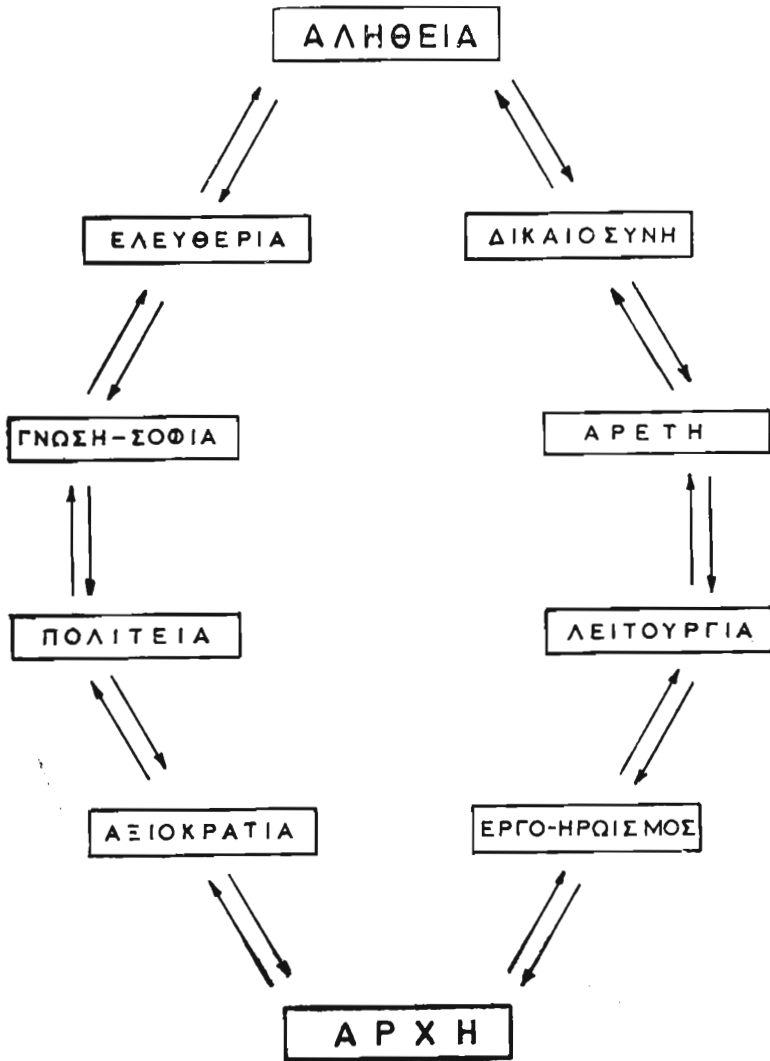 ΑΛΗΘΕΙΑ
ΕΛΕΥΘΕΡΙΑ
ΔΙΚΑΙΟΣΥΝΗ
ΓΝΩΣΗ-ΣΟΦΙΑ
ΑΡΕΤΗ
ΠΟΛΙΤΕΙΑ
ΛΕΙΤΟΥΡΓΙΑ
ΑΞΙΟΚΡΑΤΙΑ
ΕΡΓΟ-ΗΡΩΙΣΜΟΣ
ΑΡΧΗ